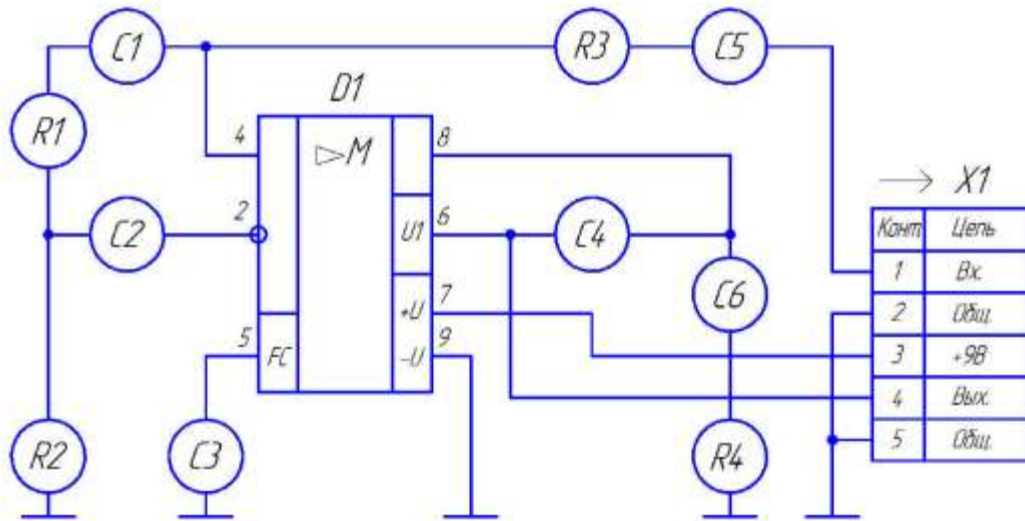 C1
R3
C5
R1
D1
4
▷M
8
X1
2
C2
U1
6
C4
Конт Цепь
1 Вх.
C6
+U
7
2 Общ.
5
FC
-U
9
3 +9В
4 Вых.
R2
C3
R4
5 Общ.